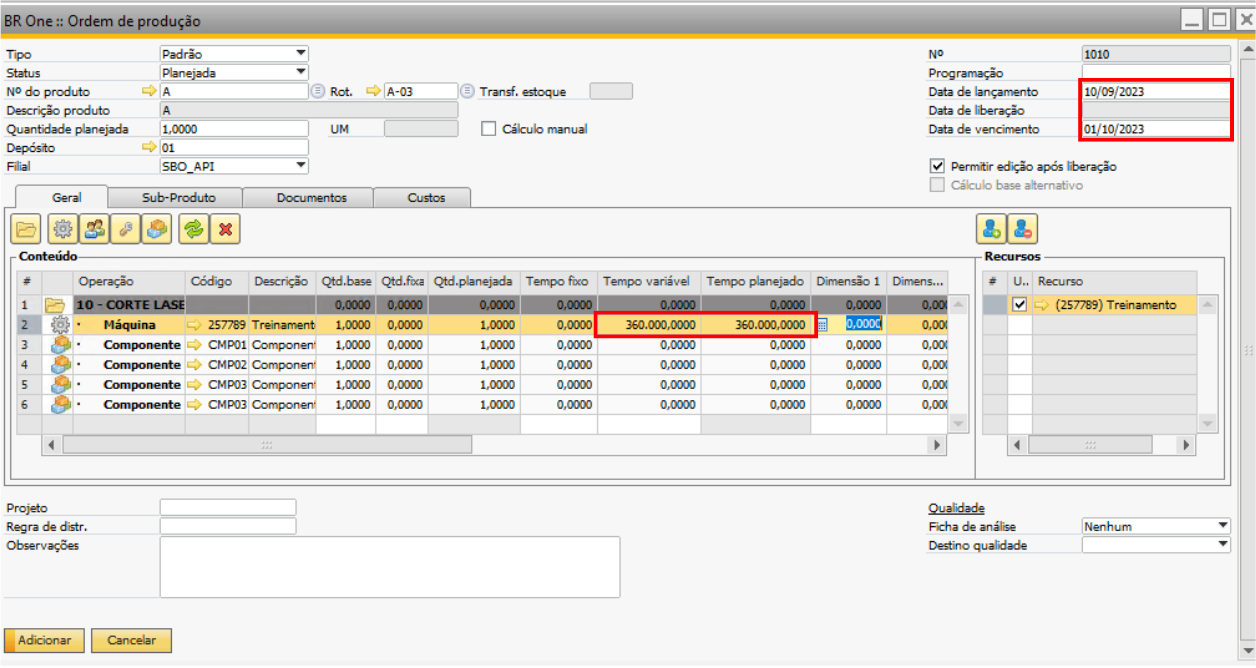 BR One :: Ordem de produção
Tipo Padrão Nº 1010
Status Planejada Programação
Nº do produto A Rot. A-03 Transf. estoque Data de lançamento 10/09/2023
Descrição produto A Data de liberação
Quantidade planejada 1,0000 UM Cálculo manual Data de vencimento 01/10/2023
Depósito 01
Filial SBO_API Permitir edição após liberação
Cálculo base alternativo
Geral Sub-Produto Documentos Custos
Conteúdo Recursos
# Operação Código Descrição Qtd.base Qtd.fixa Qtd.planejada Tempo fixo Tempo variável Tempo planejado Dimensão 1 Dimens... # U.. Recurso
1 10 - CORTE LASE 0,0000 0,0000 0,0000 0,0000 0,0000 0,0000 0,0000 0,00 (257789) Treinamento
2 Máquina 257789 Treinament 1,0000 0,0000 1,0000 0,0000 360.000,0000 360.000,0000 0,0000 0,00
3 Componente CMP01 Component 1,0000 0,0000 1,0000 0,0000 0,0000 0,0000 0,0000 0,00
4 Componente CMP02 Component 1,0000 0,0000 1,0000 0,0000 0,0000 0,0000 0,0000 0,00
5 Componente CMP03 Component 1,0000 0,0000 1,0000 0,0000 0,0000 0,0000 0,0000 0,00
6 Componente CMP03 Component 1,0000 0,0000 1,0000 0,0000 0,0000 0,0000 0,0000 0,00
Projeto Qualidade
Regra de distr. Ficha de análise Nenhum
Observações Destino qualidade
Adicionar Cancelar